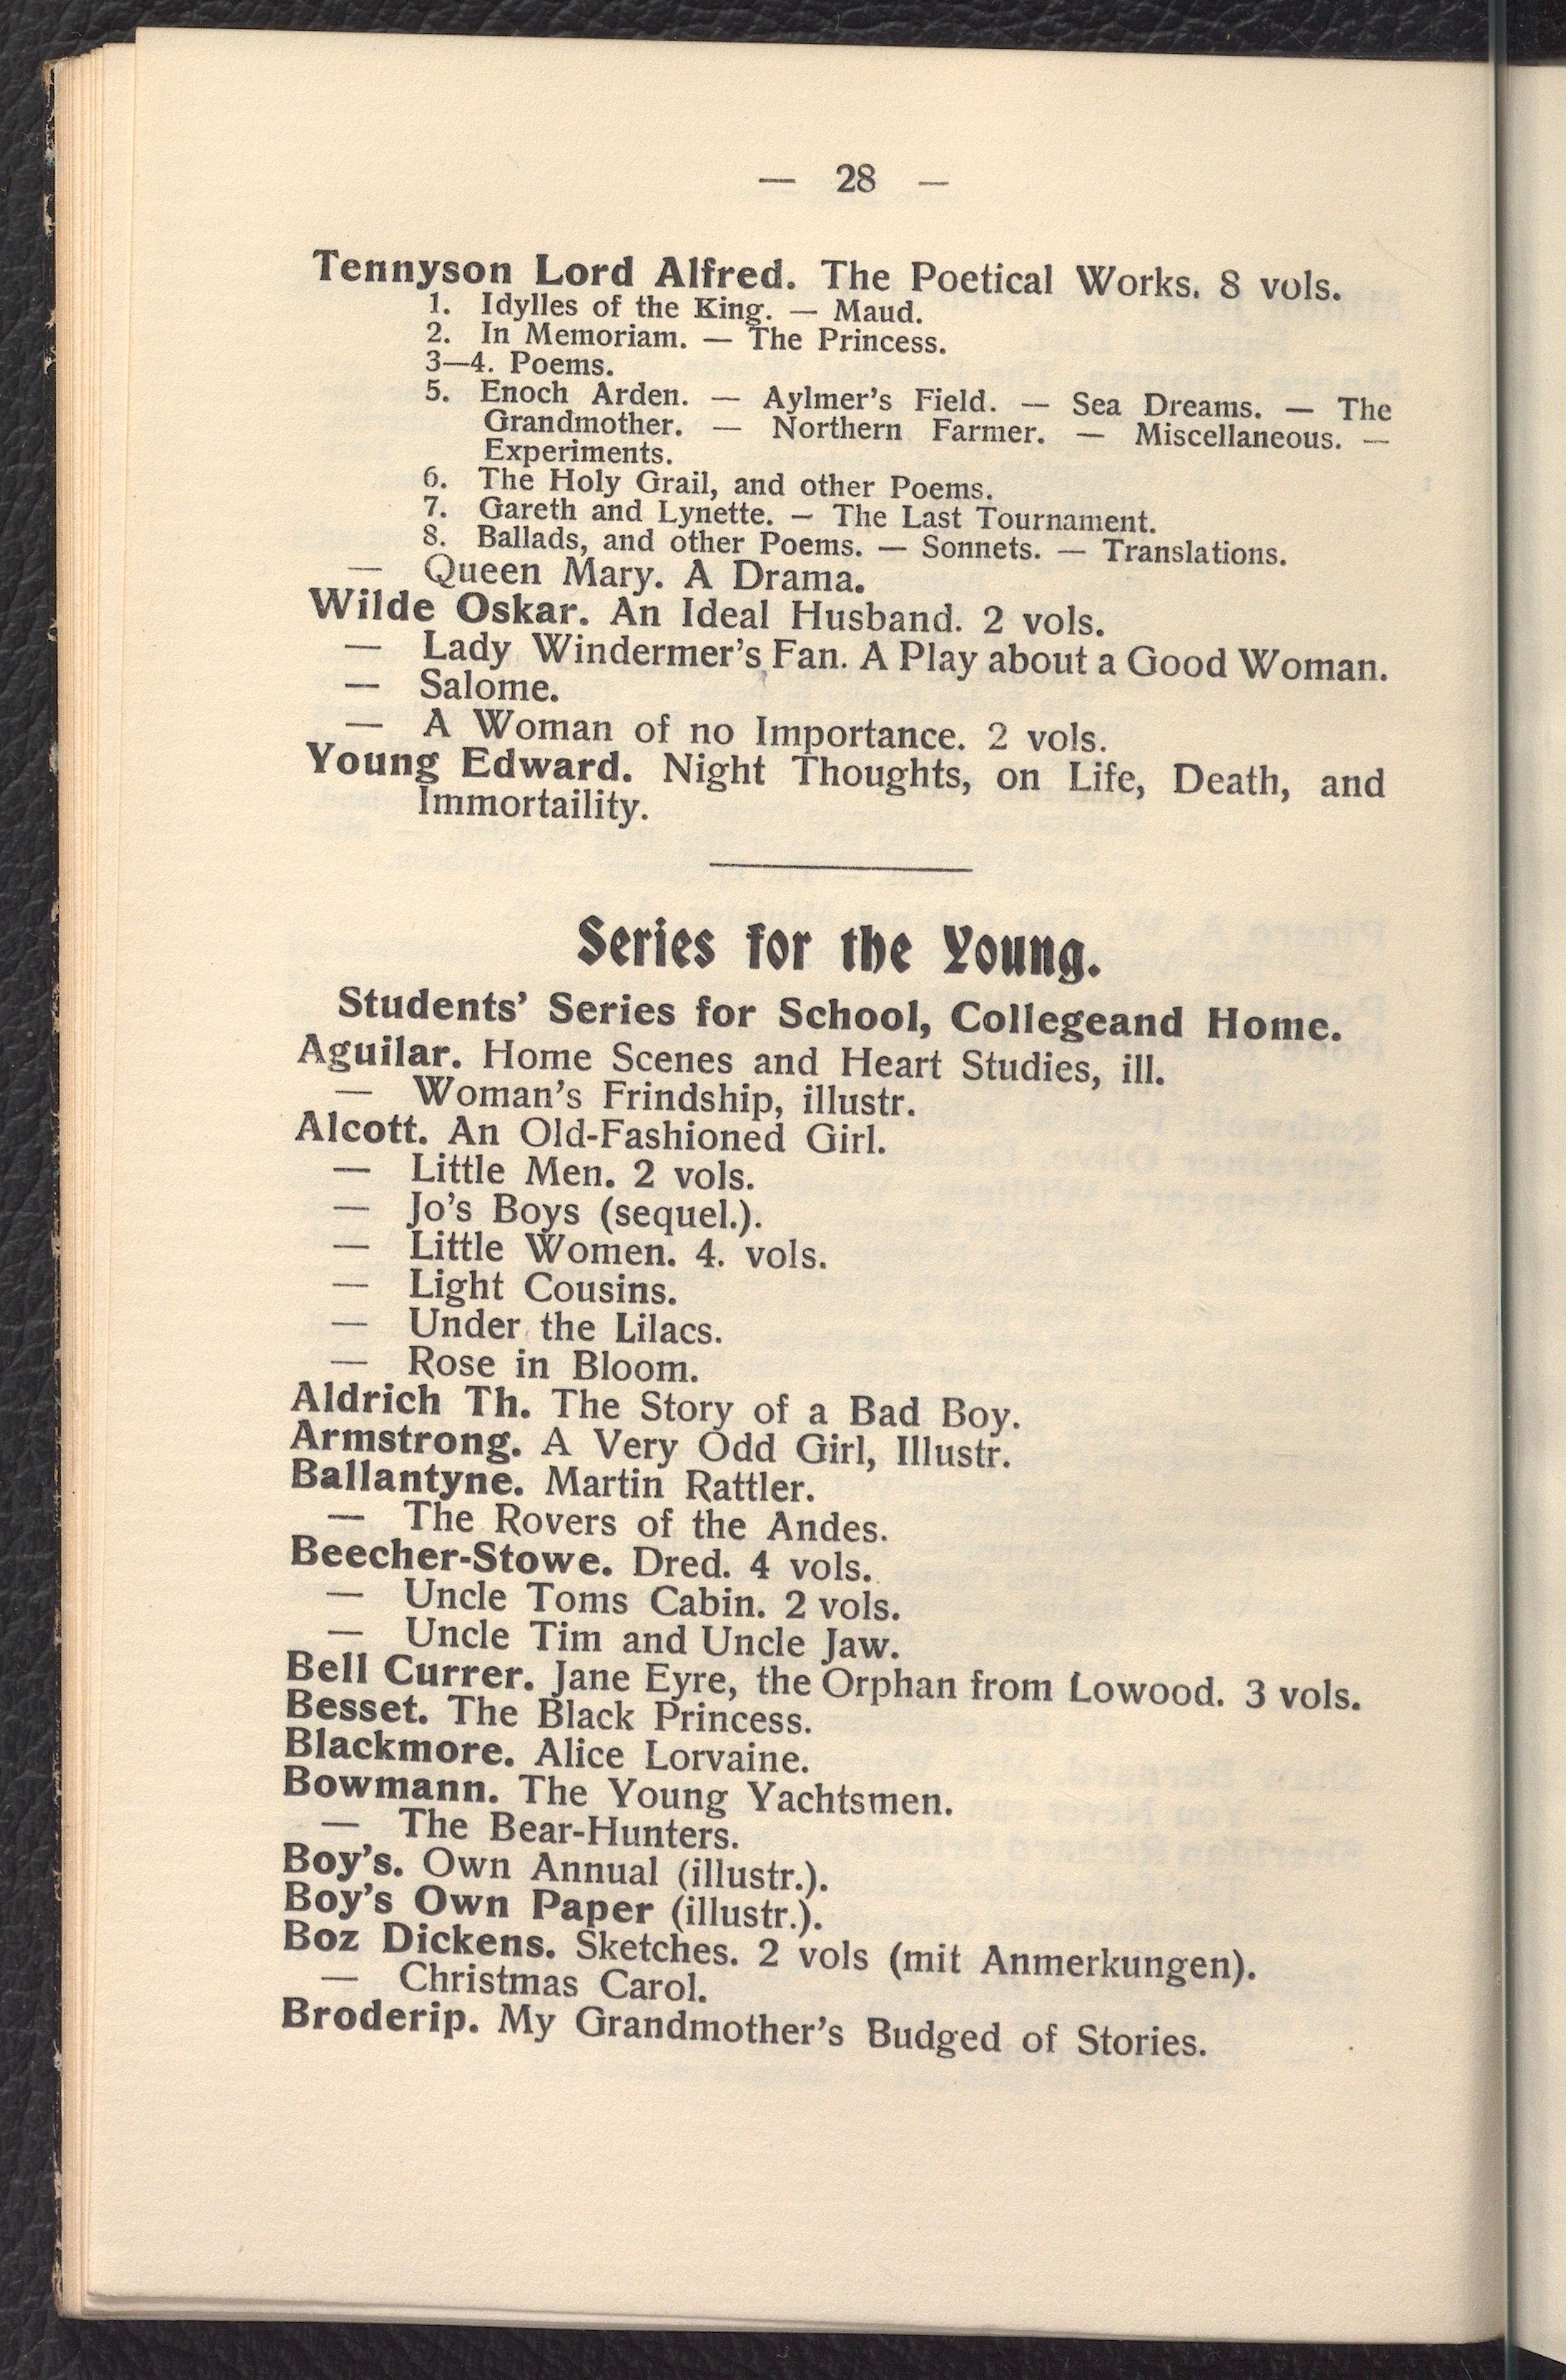 — 28 —
Tennyson Lord Alfred. The Poetical Works. 8 vols.
1. Idylles of the King. — Maud.
2. In Memoriam. — The Princess.
3—4. Poems.
5. Enoch Arden. — Aylmer's Field. — Sea Dreams. — The
Grandmother. — Northern Farmer. — Miscellaneous. —
Experiments.
6. The Holy Grail, and other Poems.
7. Gareth and Lynette. — The Last Tournament.
8. Ballads, and other Poems. — Sonnets. — Translations.
— Queen Mary. A Drama.
Wilde Oskar. An Ideal Husband. 2 vols.
— Lady Windermer's Fan. A Play about a Good Woman.
— Salome.
— A Woman of no Importance. 2 vols.
Young Edward. Night Thoughts, on Life, Death, and
Immortaility.
Series for the Young.
Students' Series for School, Collegeand Home.
Aguilar. Home Scenes and Heart Studies, ill.
— Woman's Frindship, illustr.
Alcott. An Old-Fashioned Girl.
— Little Men. 2 vols.
— Jo's Boys (sequel.).
— Little Women. 4. vols.
— Light Cousins.
— Under the Lilacs.
— Rose in Bloom.
Aldrich Th. The Story of a Bad Boy.
Armstrong. A Very Odd Girl, Illustr.
Ballantyne. Martin Rattler.
— The Rovers of the Andes.
Beecher-Stowe. Dred. 4 vols.
— Uncle Toms Cabin. 2 vols.
— Uncle Tim and Uncle Jaw.
Bell Currer. Jane Eyre, the Orphan from Lowood. 3 vols.
Besset. The Black Princess.
Blackmore. Alice Lorvaine.
Bowmann. The Young Yachtsmen.
— The Bear-Hunters.
Boy's. Own Annual (illustr.).
Boy's Own Paper (illustr.).
Boz Dickens. Sketches. 2 vols (mit Anmerkungen).
— Christmas Carol.
Broderip. My Grandmother's Budged of Stories.